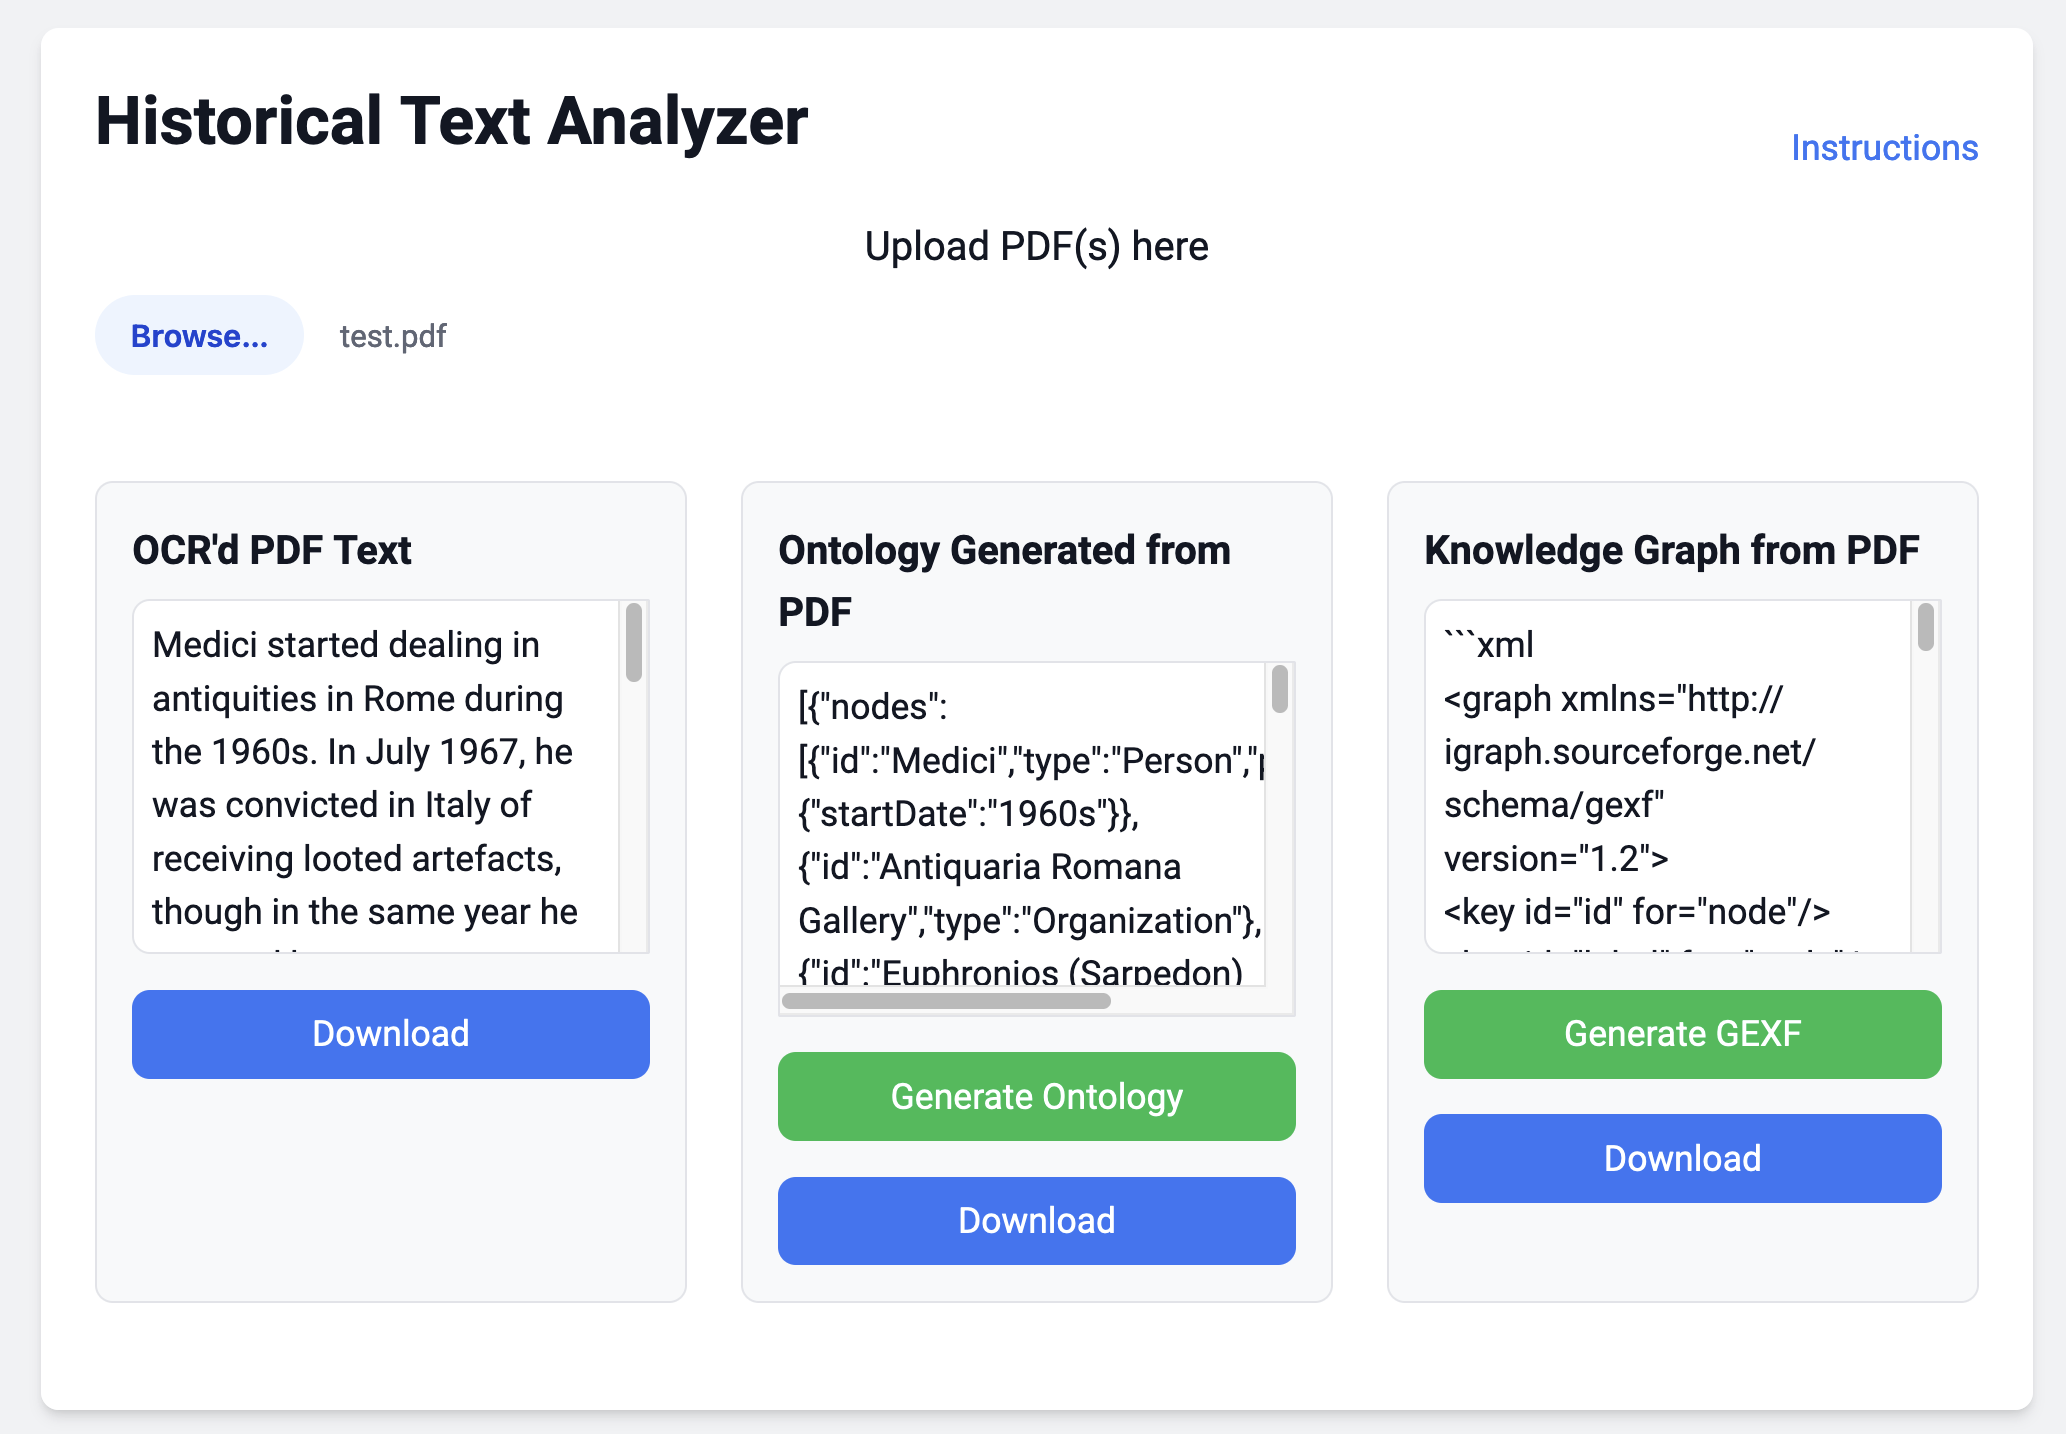 Historical Text Analyzer
Instructions
Upload PDF(s) here
Browse...
test.pdf
OCR'd PDF Text
Medici started dealing in
antiquities in Rome during
the 1960s. In July 1967, he
was convicted in Italy of
receiving looted artefacts,
though in the same year he
Download
Ontology Generated from
PDF
[{"nodes":
[{"id":"Medici","type":"Person","p
{"startDate":"1960s"}},
{"id":"Antiquaria Romana
Gallery","type":"Organization"},
{"id":"Euphronios (Sarpedon)
Generate Ontology
Download
Knowledge Graph from PDF
```xml
<graph xmlns="http://
igraph.sourceforge.net/
schema/gexf"
version="1.2">
<key id="id" for="node"/>
Generate GEXF
Download